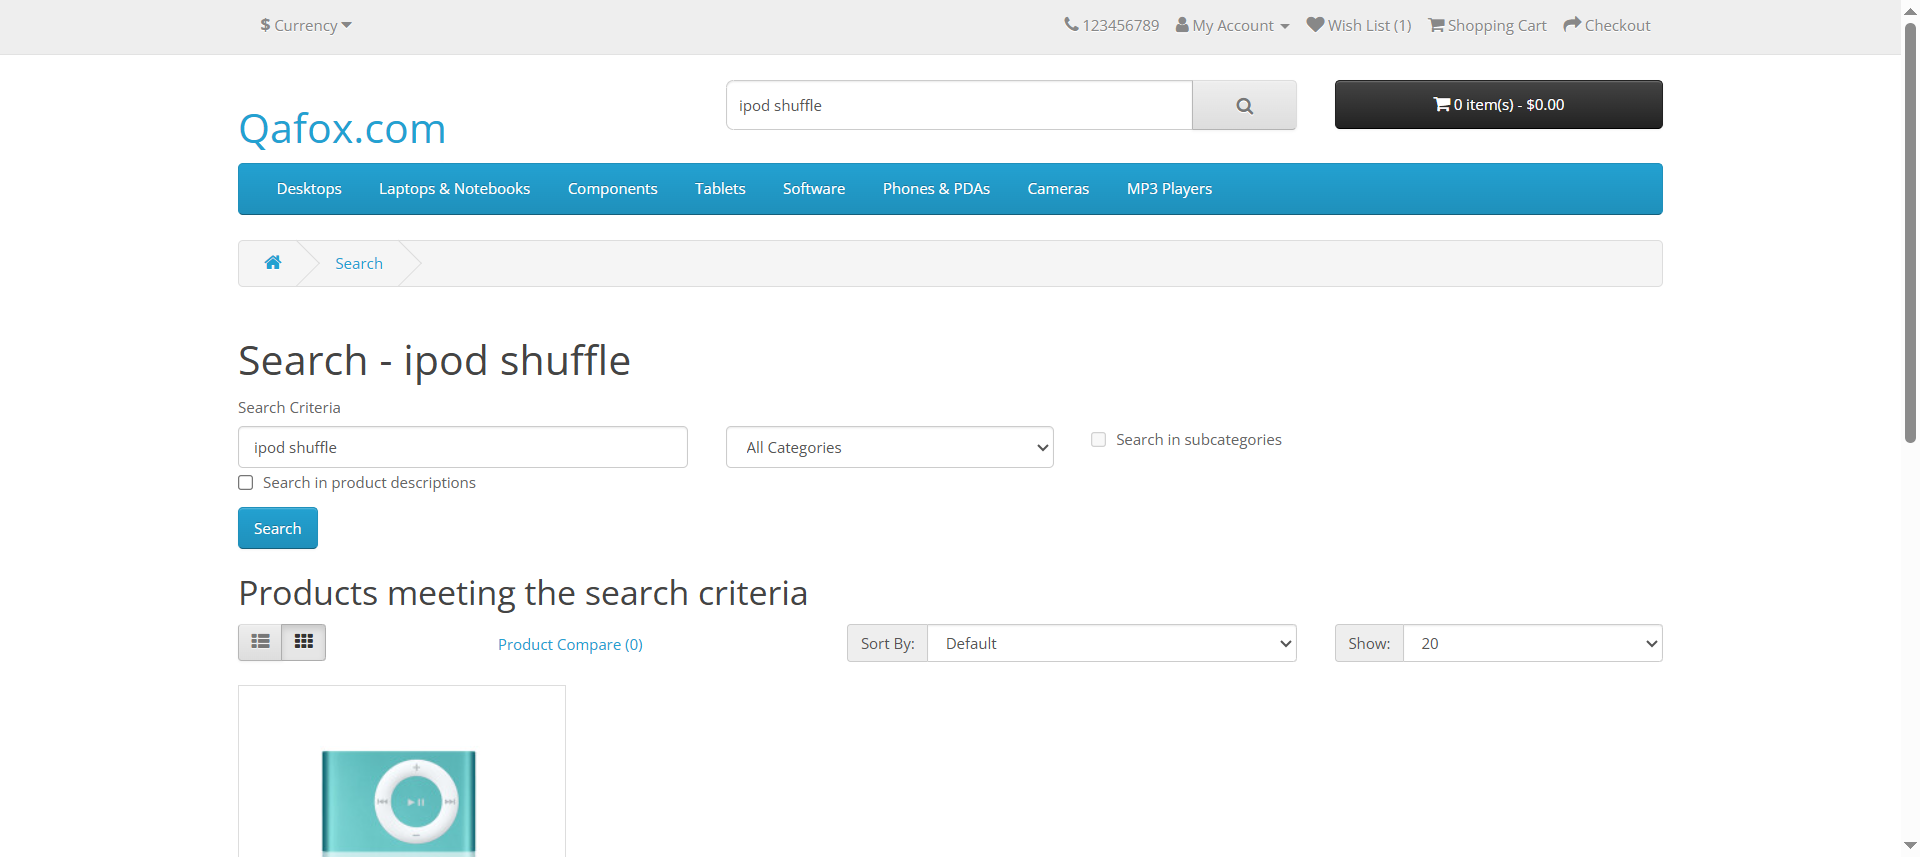 $ Currency
123456789 My Account Wish List (1) Shopping Cart Checkout
ipod shuffle
0 item(s) - $0.00
Qafox.com
Desktops Laptops & Notebooks Components Tablets Software Phones & PDAs Cameras MP3 Players
Search
Search - ipod shuffle
Search Criteria
ipod shuffle
All Categories
Search in subcategories
Search in product descriptions
Search
Products meeting the search criteria
Product Compare (0)
Sort By: Default
Show: 20